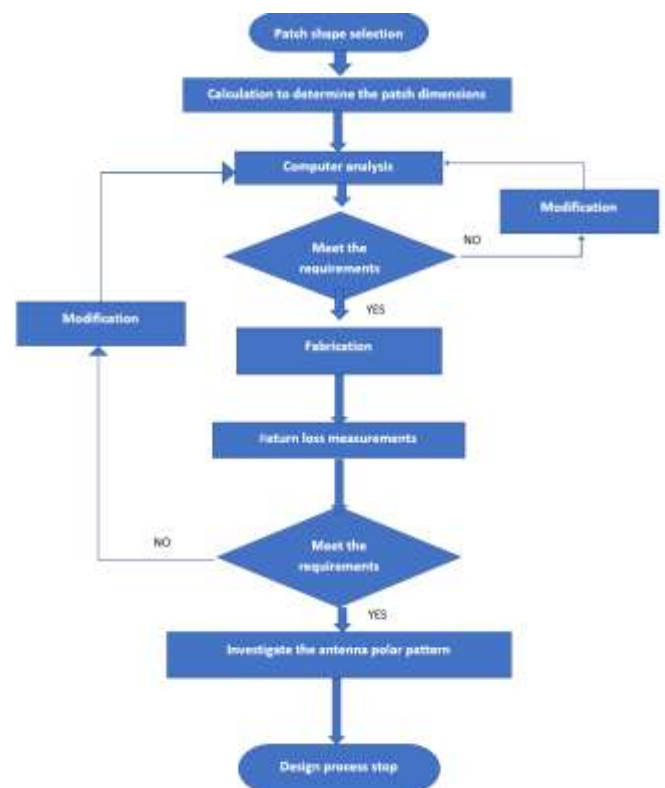 Patch shape selection
Calculation to determine the patch dimensions
Computer analysis
Modification
Meet the
requirements
NO
YES
Modification
Fabrication
Return loss measurements
Meet the
requirements
NO
YES
Investigate the antenna polar pattern
Design process stop